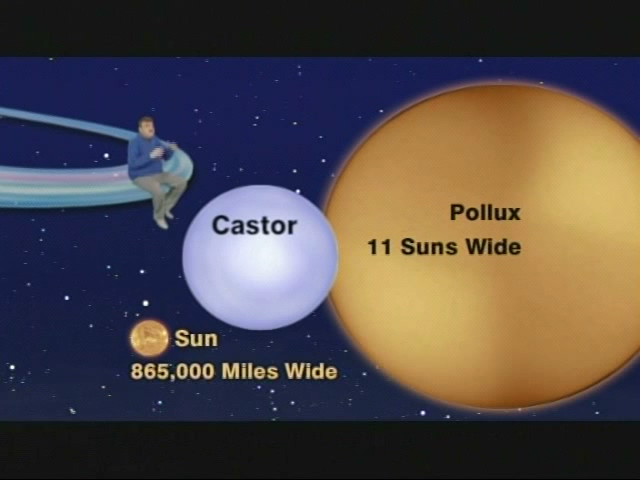 Castor
Pollux
11 Suns Wide
Sun
865,000 Miles Wide